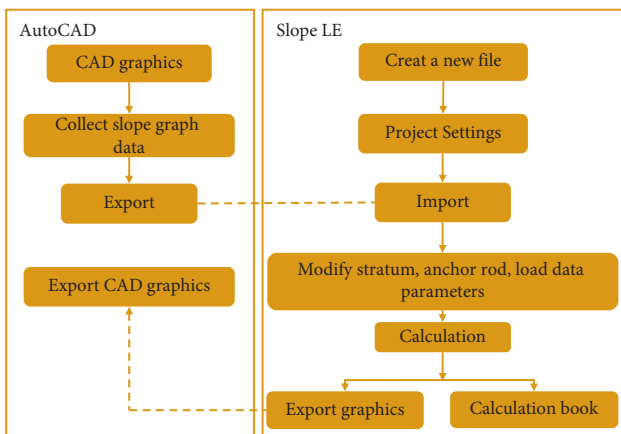 AutoCAD
CAD graphics
Collect slope graph
data
Export
Export CAD graphics
Slope LE
Creat a new file
Project Settings
Import
Modify stratum, anchor rod, load data
parameters
Calculation
Export graphics
Calculation book